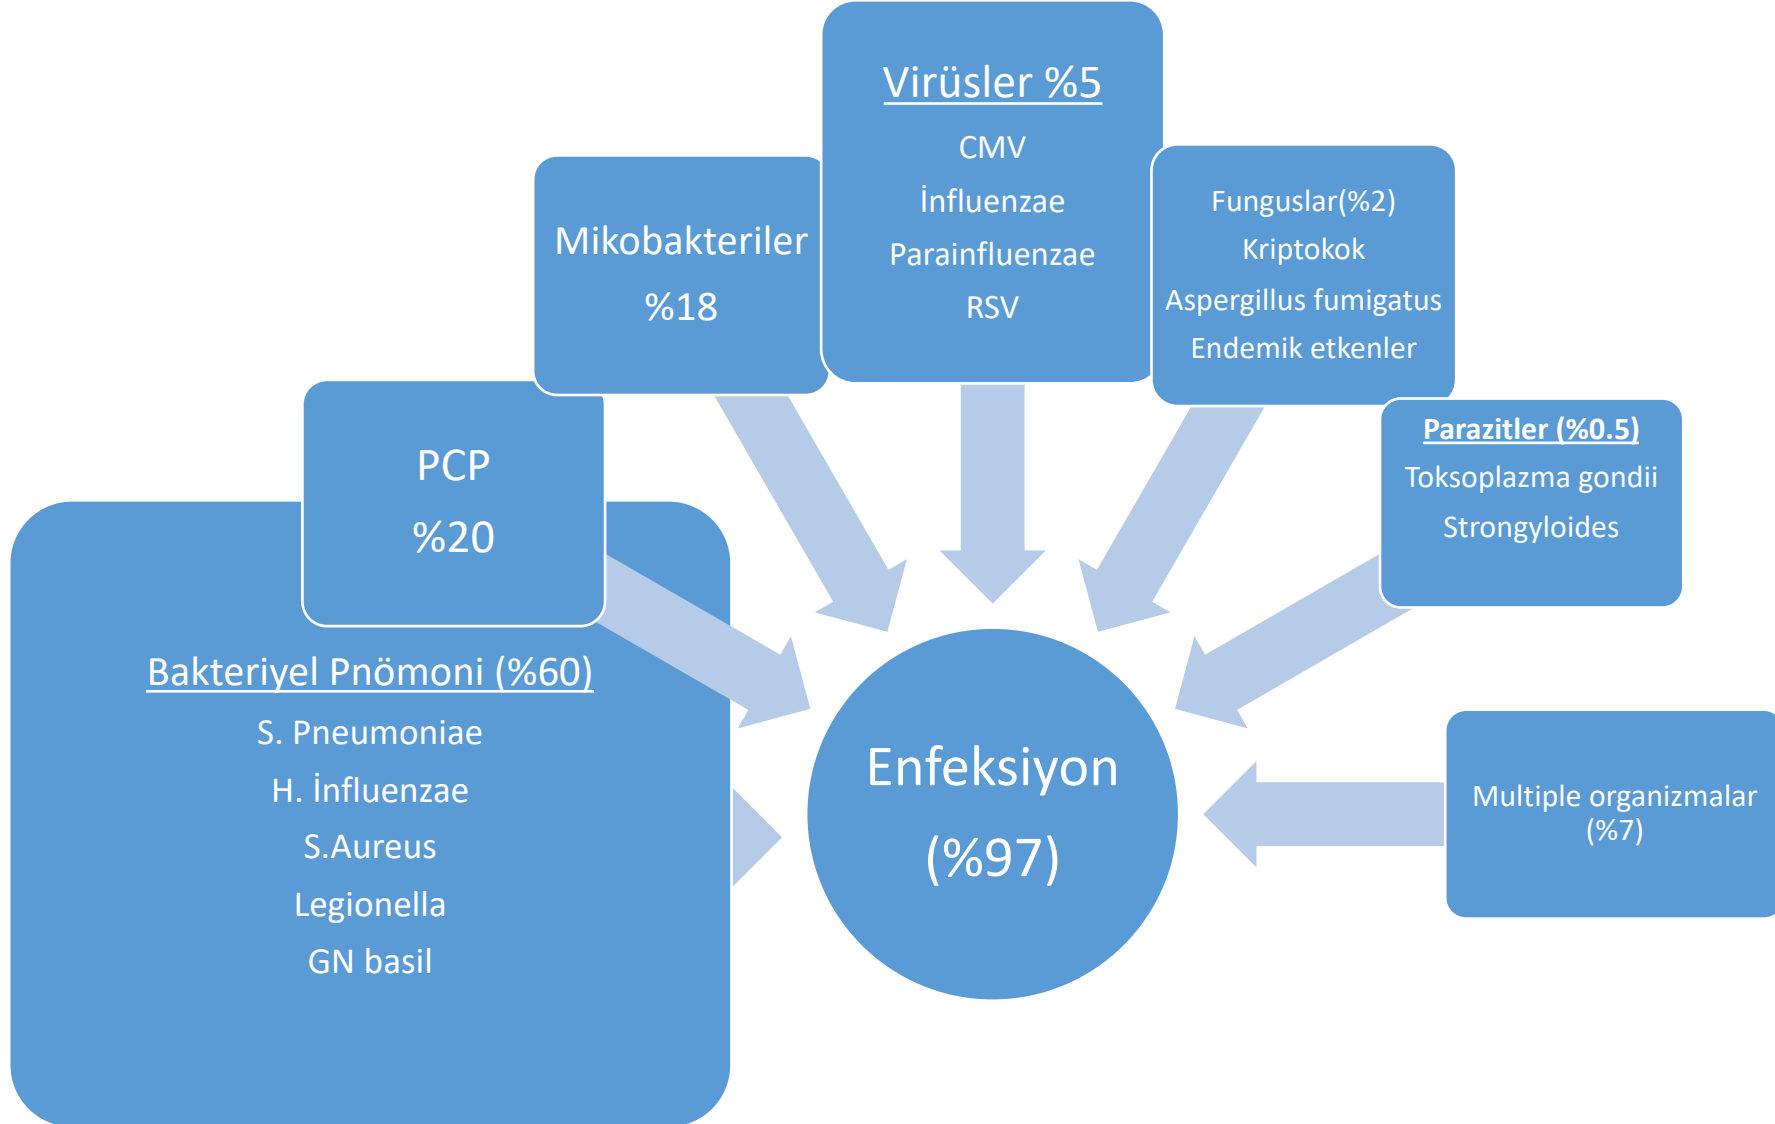 Bakteriyel Pnömoni (%60)
S. Pneumoniae
H. İnfluenzae
S.Aureus
Legionella
GN basil
PCP
%20
Mikobakteriler
%18
Virüsler %5
CMV
İnfluenzae
Parainfluenzae
RSV
Funguslar(%2)
Kriptokok
Aspergillus fumigatus
Endemik etkenler
Parazitler (%0.5)
Toksoplazma gondii
Strongyloides
Multiple organizmalar
(%7)
Enfeksiyon
(%97)